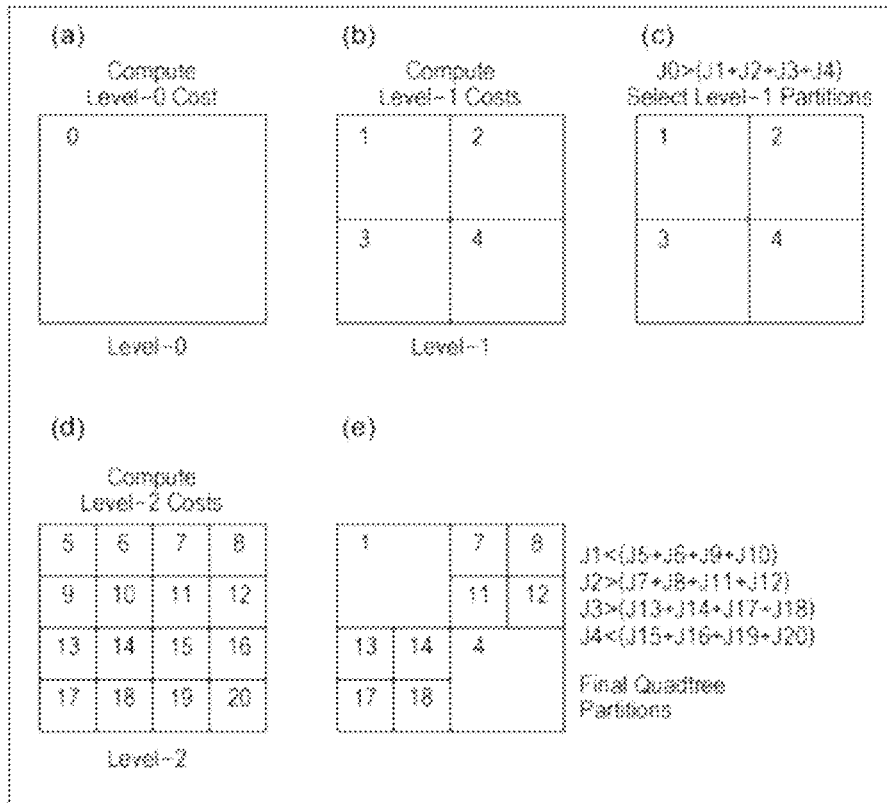 (a)
Compute
Level-0 Cost
0
Level-0
(b)
Compute
Level-1 Costs
1 2
3 4
Level-1
(c)
J0>(J1+J2+J3+J4)
Select Level-1 Partitions
1 2
3 4
(d)
Compute
Level-2 Costs
5 6 7 8
9 10 11 12
13 14 15 16
17 18 19 20
Level-2
(e)
1 7 8
11 12
13 14 4
17 18
J1<(J5+J6+J9+J10)
J2>(J7+J8+J11+J12)
J3>(J13+J14+J17+J18)
J4<(J15+J16+J19+J20)
Final Quadtree
Partitions